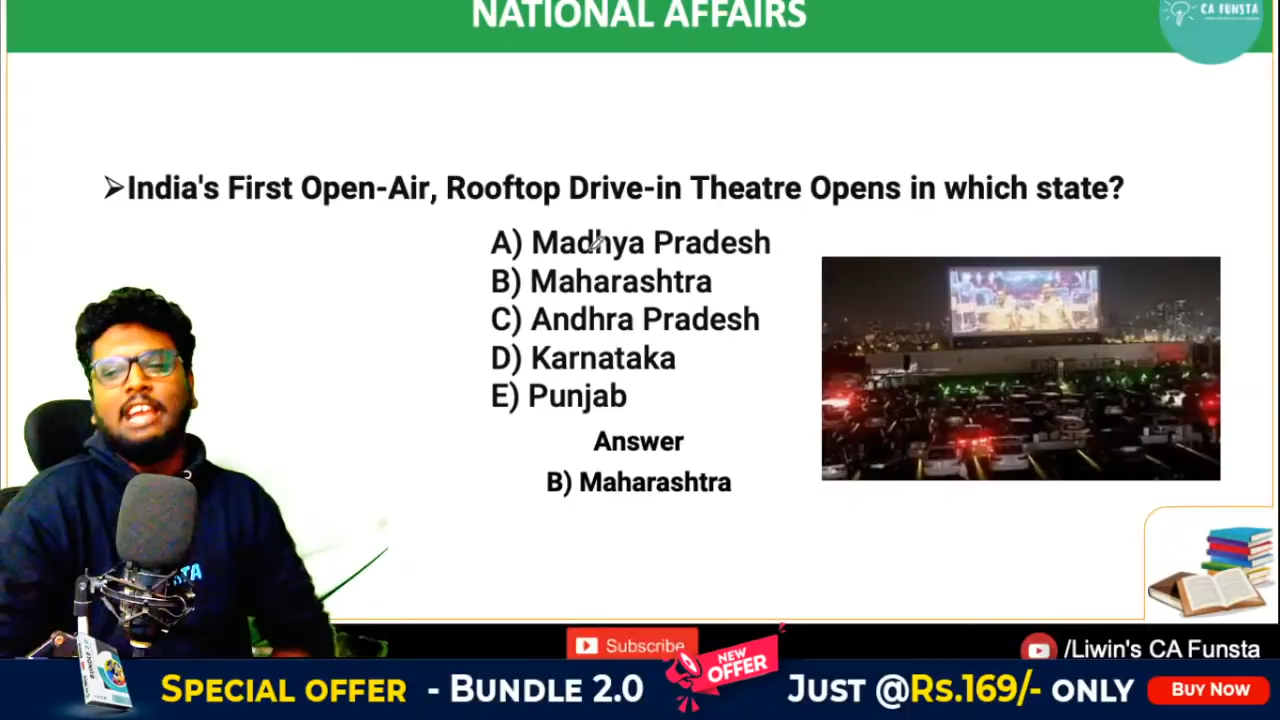 NATIONAL AFFAIRS
CA FUNSTA
➢India's First Open-Air, Rooftop Drive-in Theatre Opens in which state?
A) Madhya Pradesh
B) Maharashtra
C) Andhra Pradesh
D) Karnataka
E) Punjab
Answer
B) Maharashtra
Subscribe
/Liwin's CA Funsta
SPECIAL OFFER - BUNDLE 2.0
NEW
OFFER
JUST @Rs.169/- ONLY
BUY NOW